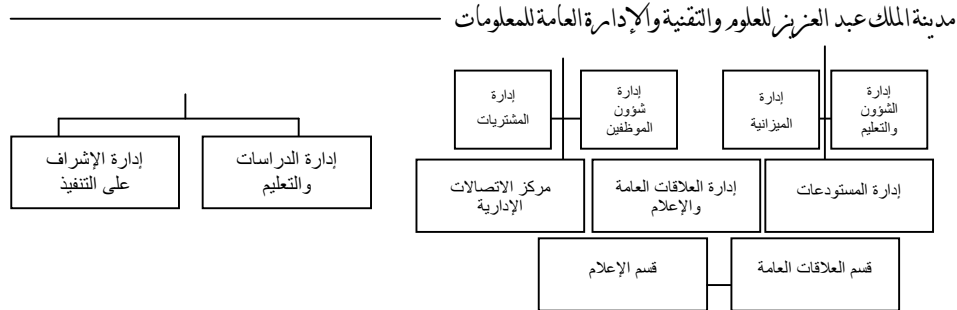 مدينة الملك عبد العزيز للعلوم والتقنية والإدارة العامة للمعلومات
إدارة
الشؤون
والتعليم
إدارة
الميزانية
إدارة
شؤون
الموظفين
إدارة
المشتريات
إدارة المستودعات
إدارة العلاقات العامة
والإعلام
مركز الاتصالات
الإدارية
إدارة الدراسات
والتعليم
إدارة الإشراف
على التنفيذ
قسم العلاقات العامة
قسم الإعلام